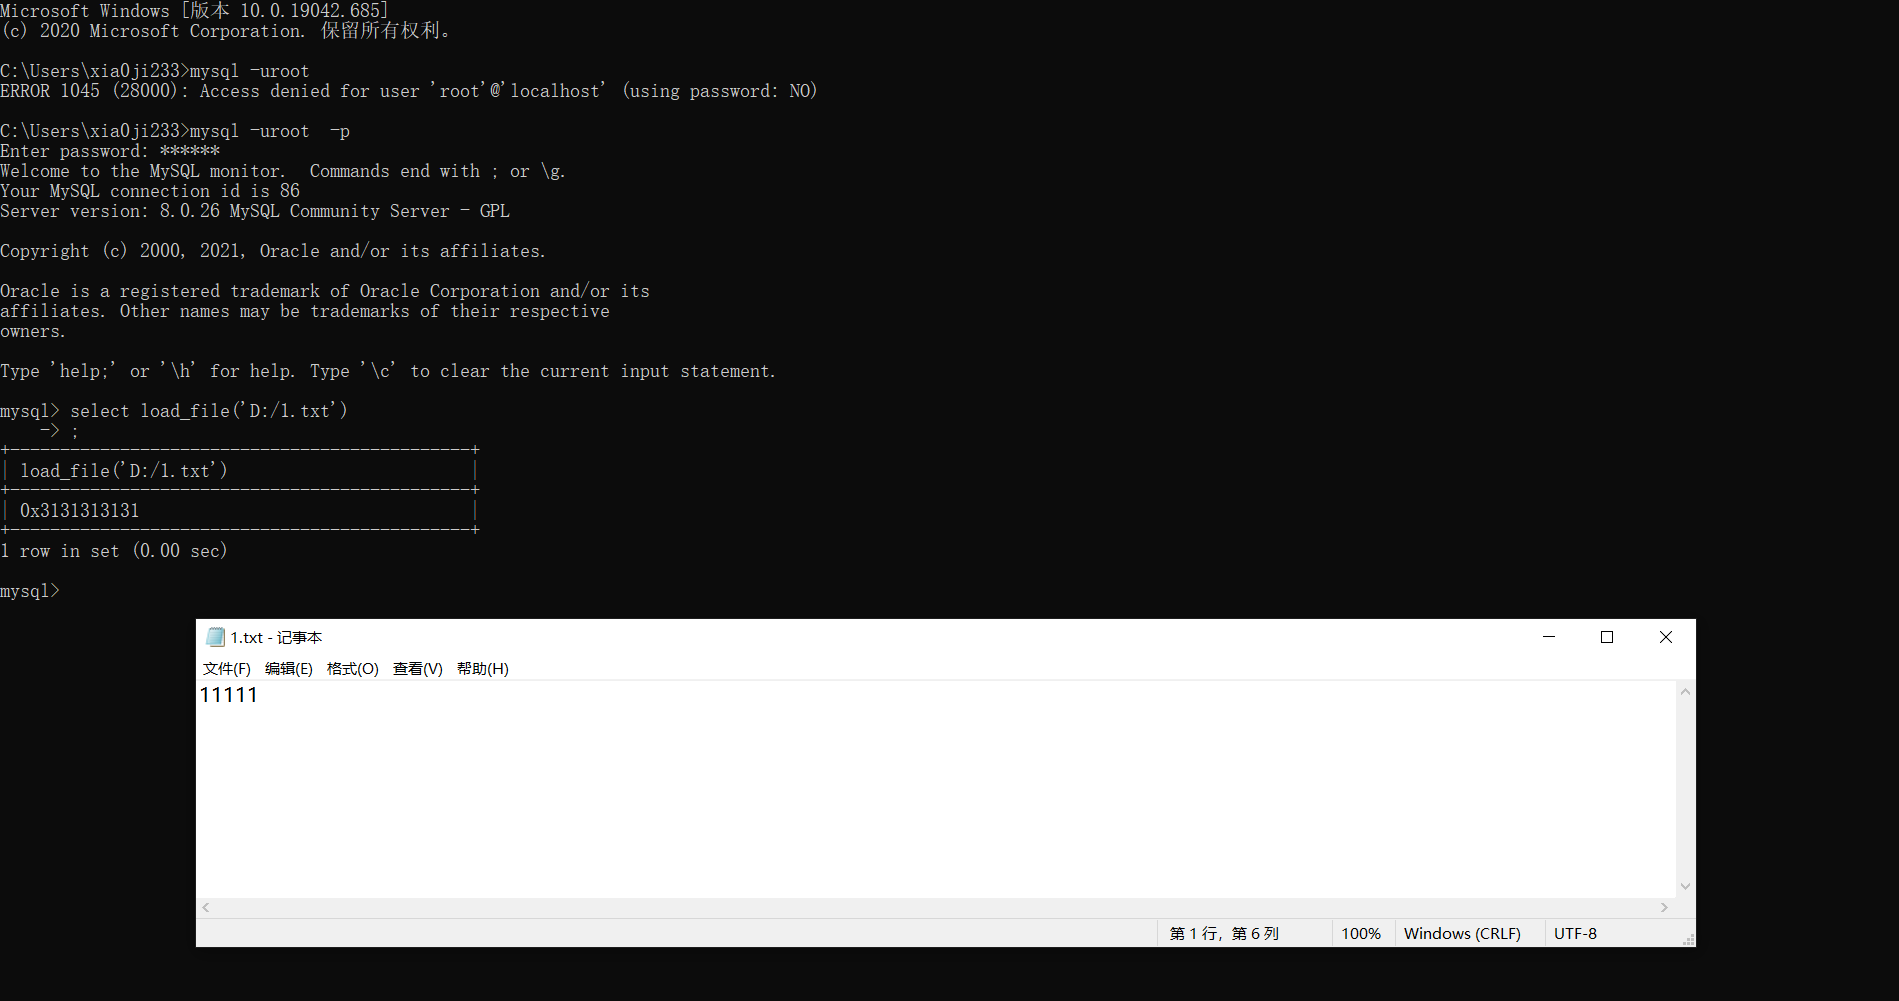 Microsoft Windows [版本 10.0.19042.685]
(c) 2020 Microsoft Corporation. 保留所有权利。
C:\Users\xia0ji233>mysql -uroot
ERROR 1045 (28000): Access denied for user 'root'@'localhost' (using password: NO)
C:\Users\xia0ji233>mysql -uroot  -p
Enter password: ******
Welcome to the MySQL monitor.  Commands end with ; or \g.
Your MySQL connection id is 86
Server version: 8.0.26 MySQL Community Server - GPL
Copyright (c) 2000, 2021, Oracle and/or its affiliates.
Oracle is a registered trademark of Oracle Corporation and/or its
affiliates. Other names may be trademarks of their respective
owners.
Type 'help;' or '\h' for help. Type '\c' to clear the current input statement.
mysql> select load_file('D:/1.txt')
    -> ;
+----------------------------------------------+
| load_file('D:/1.txt')                        |
+----------------------------------------------+
| 0x3131313131                                 |
+----------------------------------------------+
1 row in set (0.00 sec)
mysql>
1.txt - 记事本
文件(F) 编辑(E) 格式(O) 查看(V) 帮助(H)
11111
第 1 行，第 6 列 100% Windows (CRLF) UTF-8